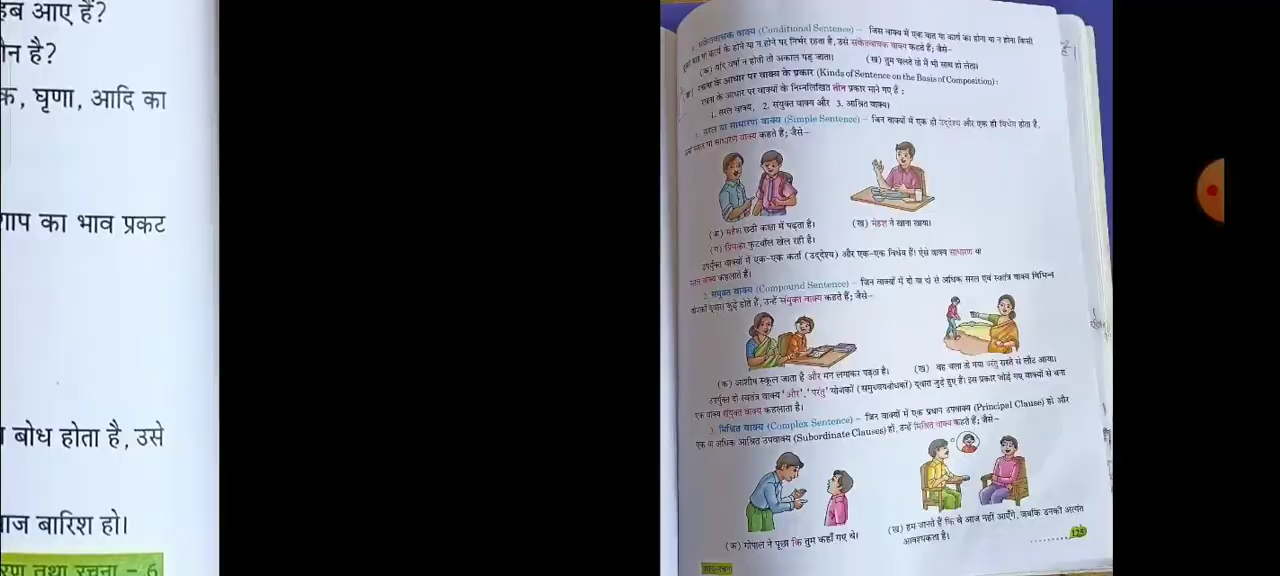 हब आए हैं?
न है?
क, घृणा, आदि का
का भाव प्रकट
बोध होता है, उसे
ाज बारिश हो।
रण तथा रचना – 6
संकेतवाचक वाक्य (Conditional Sentence) – जिस वाक्य में एक बात या कार्य का होना या न होना किसी
दूसरी बात या कार्य के होने या न होने पर निर्भर रहता है, उसे संकेतवाचक वाक्य कहते हैं; जैसे–
(क) यदि वर्षा न होती तो अकाल पड़ जाता। (ख) तुम चलते तो मैं भी साथ हो लेता।
रचना के आधार पर वाक्य के प्रकार (Kinds of Sentence on the Basis of Composition) :
रचना के आधार पर वाक्यों के निम्नलिखित तीन प्रकार माने गए हैं :
1. सरल वाक्य, 2. संयुक्त वाक्य और 3. आश्रित वाक्य।
1. सरल या साधारण वाक्य (Simple Sentence) – जिन वाक्यों में एक ही उद्देश्य और एक ही विधेय होता है,
उन्हें सरल या साधारण वाक्य कहते हैं; जैसे–
(क) महेश छठी कक्षा में पढ़ता है। (ख) मोहन ने खाना खाया।
(ग) प्रियंका फुटबॉल खेल रही है।
उपर्युक्त वाक्यों में एक-एक कर्ता (उद्देश्य) और एक-एक विधेय हैं। ऐसे वाक्य साधारण या
सरल वाक्य कहलाते हैं।
2. संयुक्त वाक्य (Compound Sentence) – जिन वाक्यों में दो या दो से अधिक सरल एवं स्वतंत्र वाक्य विभिन्न
योजकों द्वारा जुड़े होते हैं, उन्हें संयुक्त वाक्य कहते हैं; जैसे–
(क) आशीष स्कूल जाता है और मन लगाकर पढ़ता है। (ख) वह चला तो गया परंतु रास्ते से लौट आया।
उपर्युक्त दो स्वतंत्र वाक्य 'और', 'परंतु' योजकों (समुच्चयबोधकों) द्वारा जुड़े हुए हैं। इस प्रकार जोड़े गए वाक्यों से बना
एक वाक्य संयुक्त वाक्य कहलाता है।
3. मिश्रित वाक्य (Complex Sentence) – जिन वाक्यों में एक प्रधान उपवाक्य (Principal Clause) हो और
एक या अधिक आश्रित उपवाक्य (Subordinate Clauses) हों, उन्हें मिश्रित वाक्य कहते हैं; जैसे–
(क) गोपाल ने पूछा कि तुम कहाँ गए थे। (ख) हम जानते हैं कि वे आज नहीं आएँगे, जबकि उनकी अत्यंत
आवश्यकता है।
125